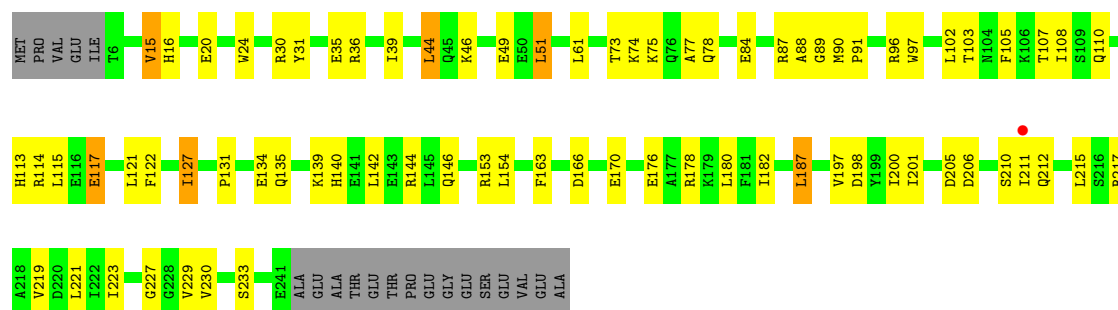 MET PRO VAL GLU ILE T6 V15 H16 E20 W24 R30 Y31 E35 R36 I39 L44 Q45 K46 E49 E50 L51 L61 T73 K74 K75 Q76 A77 Q78 E84 R87 A88 G89 M90 P91 R96 W97 L102 T103 N104 F105 K106 T107 I108 S109 Q110
H113 R114 L115 E116 E117 L121 F122 I127 P131 E134 Q135 K139 H140 E141 L142 E143 R144 L145 Q146 R153 L154 F163 D166 E170 E176 A177 R178 K179 L180 F181 I182 L187 V197 D198 Y199 I200 I201 D205 D206 S210 I211 Q212 L215 S216
A218 V219 D220 L221 I222 I223 G227 G228 V229 V230 S233 E241 ALA GLU ALA THR GLU THR PRO GLU GLY GLU SER GLU VAL GLU ALA